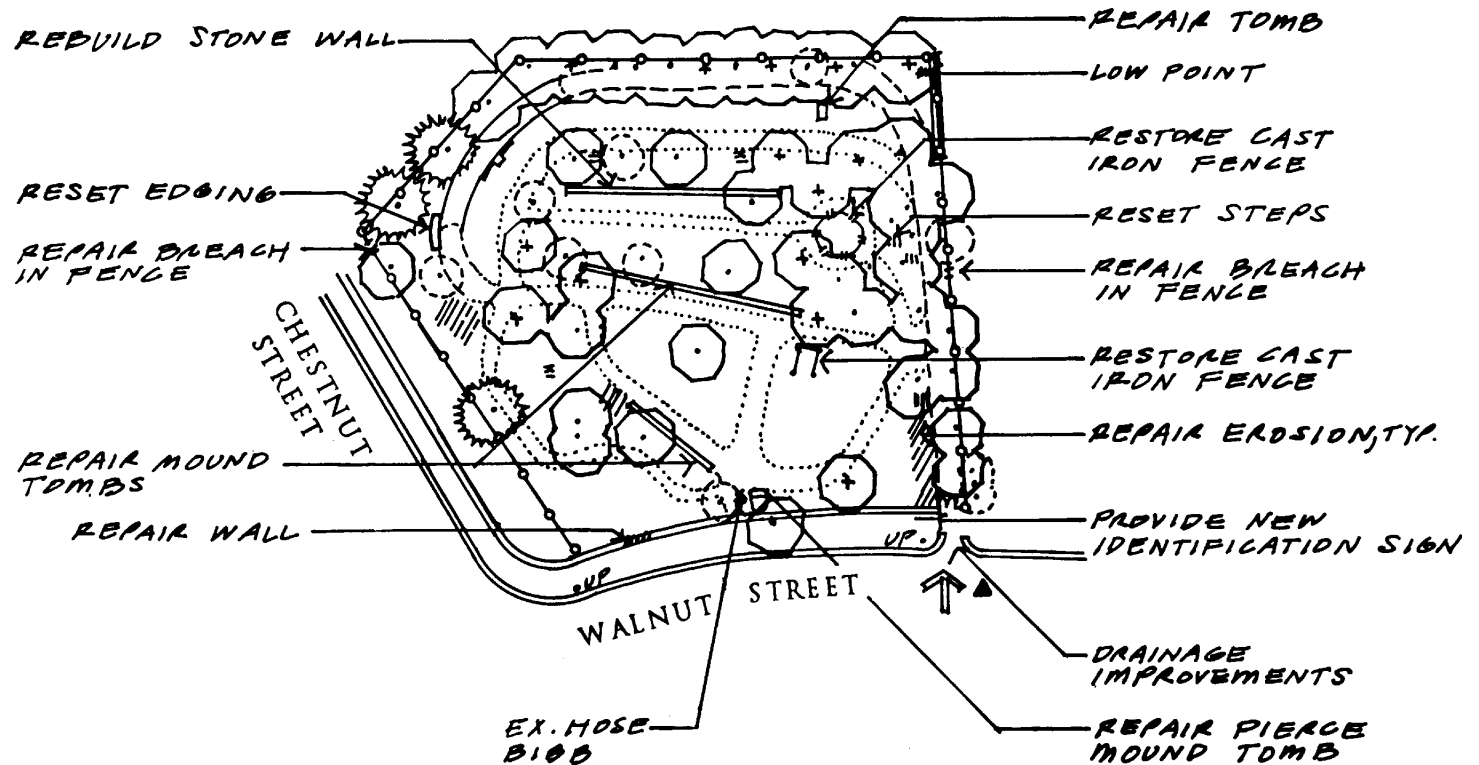 REBUILD STONE WALL
RESET EDGING
REPAIR BREACH
IN FENCE
CHESTNUT
STREET
REPAIR MOUND
TOMBS
REPAIR WALL
EX. HOSE
BIBB
UP
WALNUT STREET
UP
REPAIR TOMB
LOW POINT
RESTORE CAST
IRON FENCE
RESET STEPS
REPAIR BREACH
IN FENCE
RESTORE CAST
IRON FENCE
REPAIR EROSION, TYP.
PROVIDE NEW
IDENTIFICATION SIGN
DRAINAGE
IMPROVEMENTS
REPAIR PIERCE
MOUND TOMB